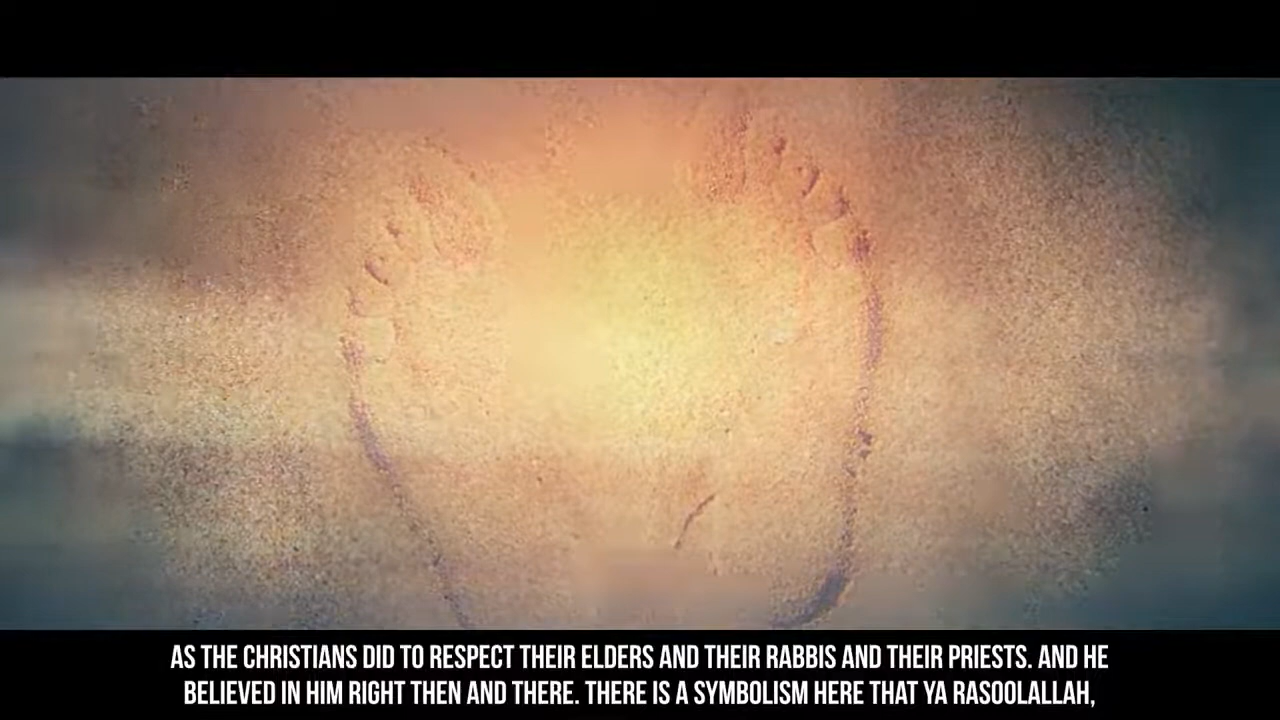 AS THE CHRISTIANS DID TO RESPECT THEIR ELDERS AND THEIR RABBIS AND THEIR PRIESTS. AND HE
BELIEVED IN HIM RIGHT THEN AND THERE. THERE IS A SYMBOLISM HERE THAT YA RASOOLALLAH,